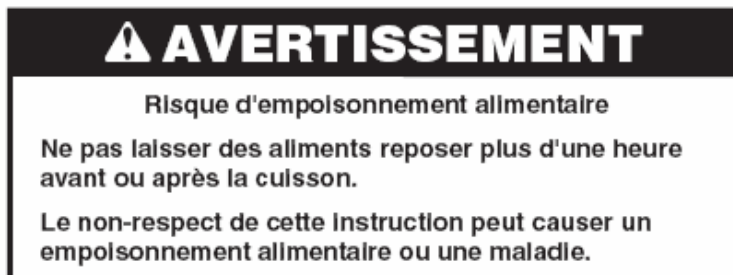 AVERTISSEMENT
Risque d'empoisonnement alimentaire
Ne pas laisser des aliments reposer plus d'une heure
avant ou après la cuisson.
Le non-respect de cette instruction peut causer un
empoisonnement alimentaire ou une maladie.